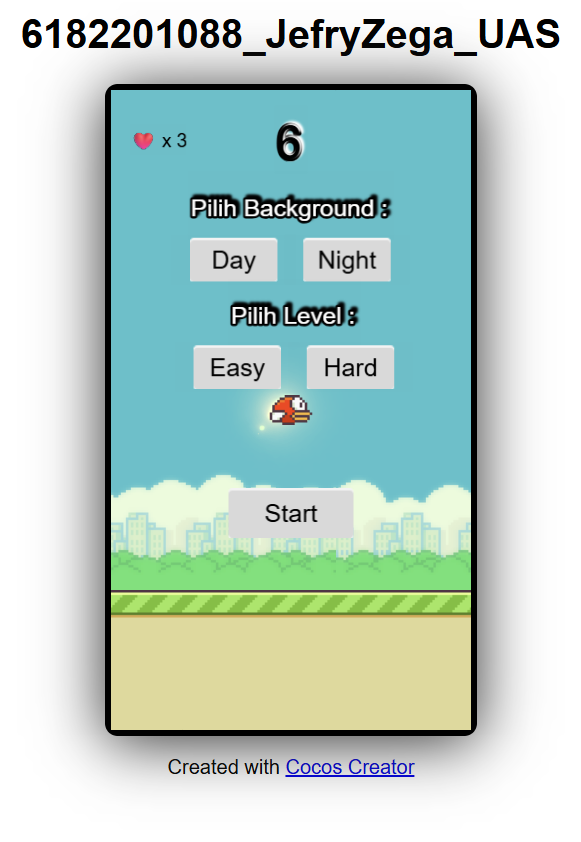 6182201088_JefryZega_UAS
x 3
6
Pilih Background :
Day Night
Pilih Level :
Easy Hard
Start
Created with Cocos Creator